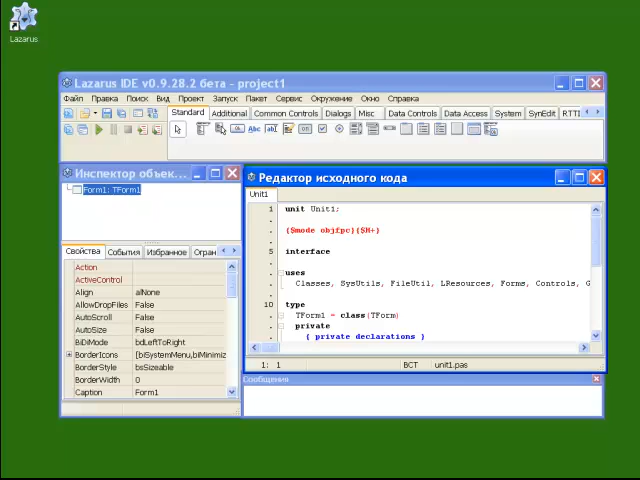 Lazarus
Lazarus IDE v0.9.28.2 бета - project1
Файл Правка Поиск Вид Проект Запуск Пакет Сервис Окружение Окно Справка
Standard Additional Common Controls Dialogs Misc Data Controls Data Access System SynEdit RTTI
Abc
Инспектор объек...
Form1: TForm1
Свойства События Избранное Огран
Action
ActiveControl
Align alNone
AllowDropFiles False
AutoScroll False
AutoSize False
BiDiMode bdLeftToRight
BorderIcons [biSystemMenu,biMinimiz
BorderStyle bsSizeable
BorderWidth 0
Caption Form1
Редактор исходного кода
Unit1
1 unit Unit1;
{$mode objfpc}{$H+}
5 interface
uses
Classes, SysUtils, FileUtil, LResources, Forms, Controls, G
10 type
TForm1 = class(TForm)
private
{ private declarations }
1: 1 ВСТ unit1.pas
Сообщения